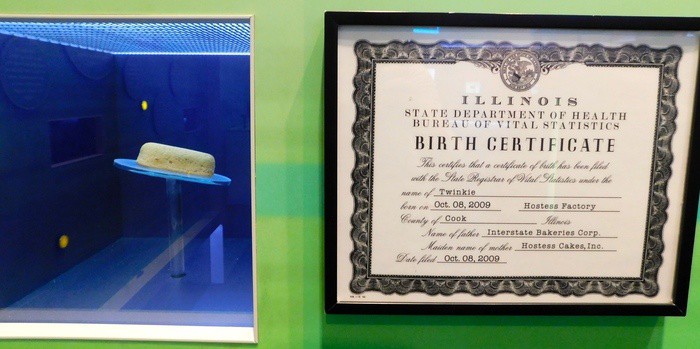 ILLINOIS
STATE DEPARTMENT OF HEALTH
BUREAU OF VITAL STATISTICS
BIRTH CERTIFICATE
This certifies that a certificate of birth has been filed
with the State Registrar of Vital Statistics under the
name of Twinkie
born on Oct. 08, 2009 Hostess Factory
County of Cook Illinois
Name of father Interstate Bakeries Corp.
Maiden name of mother Hostess Cakes, Inc.
Date filed Oct. 08, 2009